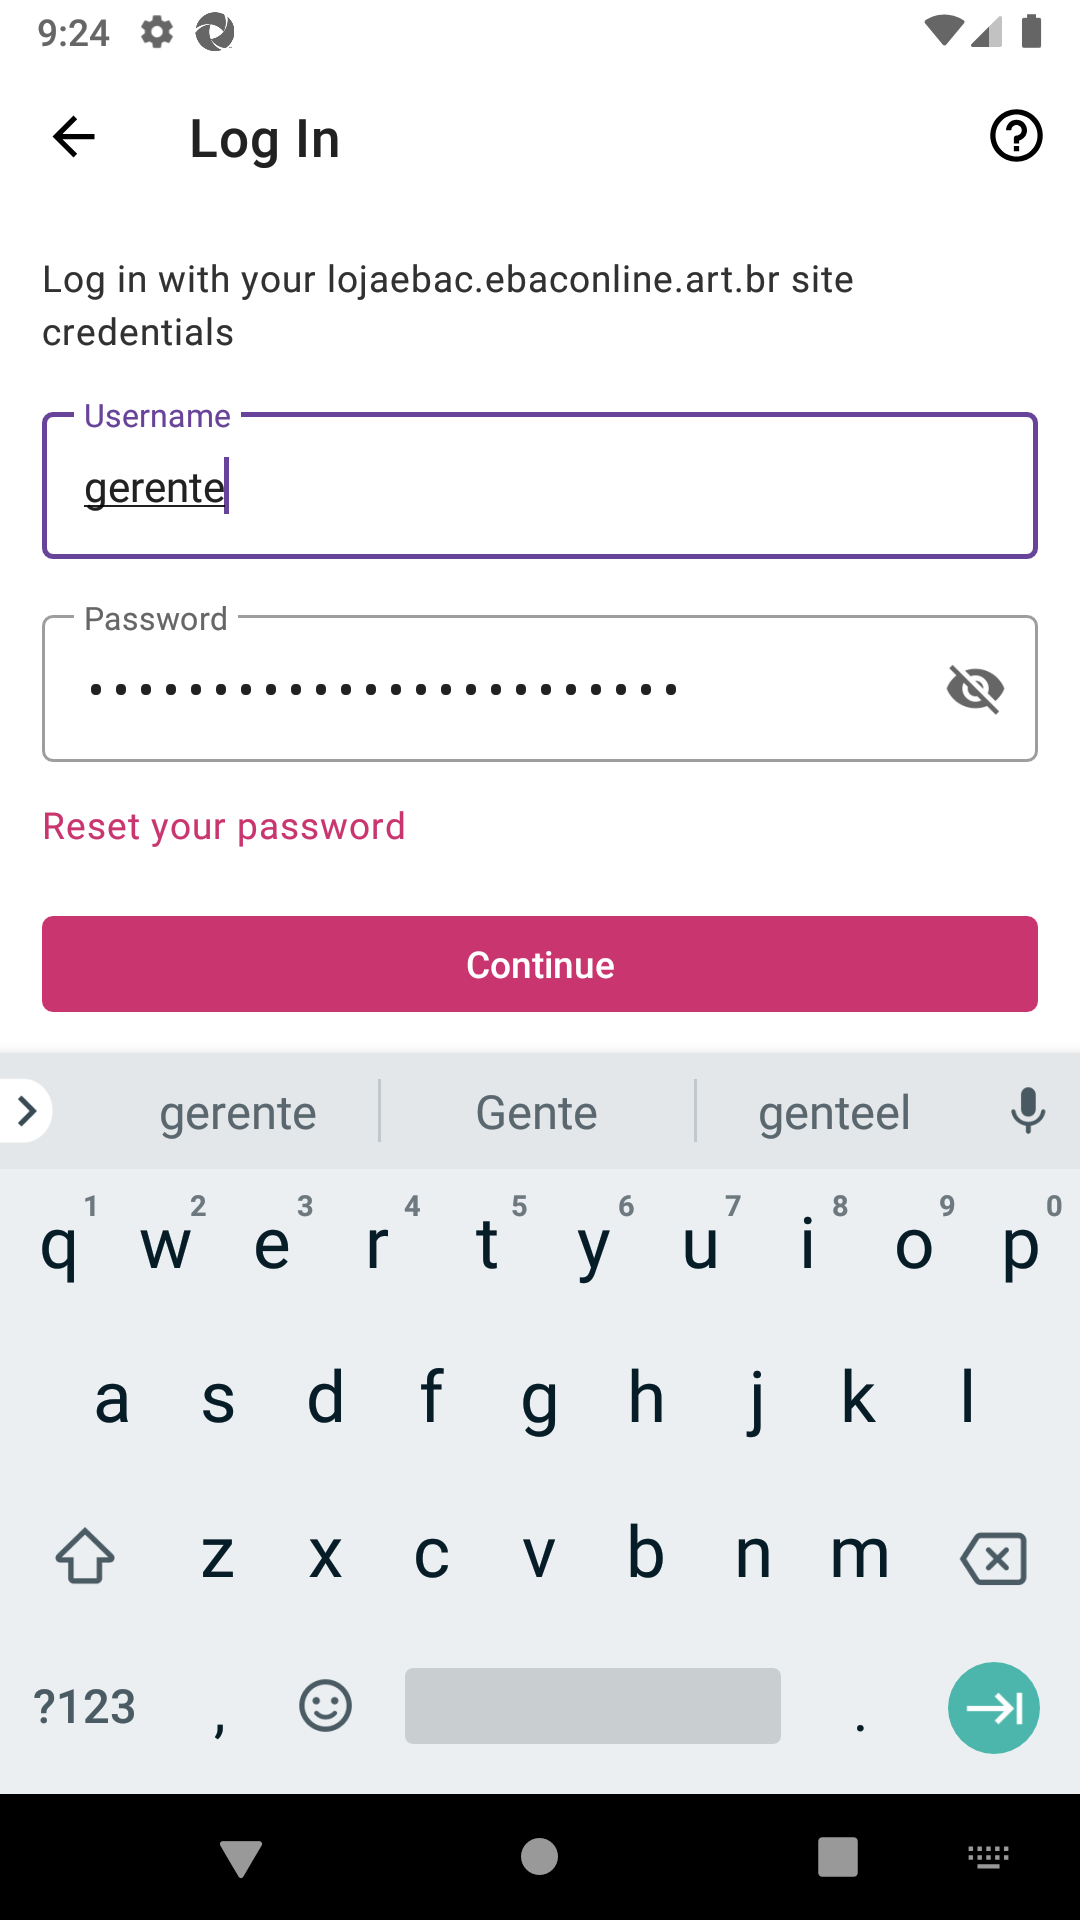 9:24
Log In
Log in with your lojaebac.ebaconline.art.br site
credentials
Username
gerente
Password
••••••••••••••••••••••••
Reset your password
Continue
gerente Gente genteel
1 2 3 4 5 6 7 8 9 0
q w e r t y u i o p
a s d f g h j k l
z x c v b n m
?123 , .